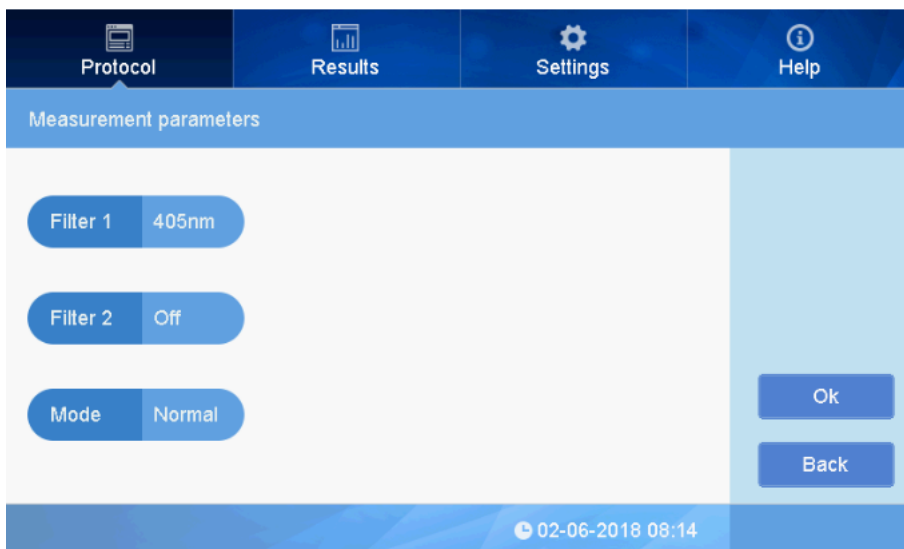 Protocol
Results
Settings
Help
Measurement parameters
Filter 1
405nm
Filter 2
Off
Mode
Normal
Ok
Back
02-06-2018 08:14